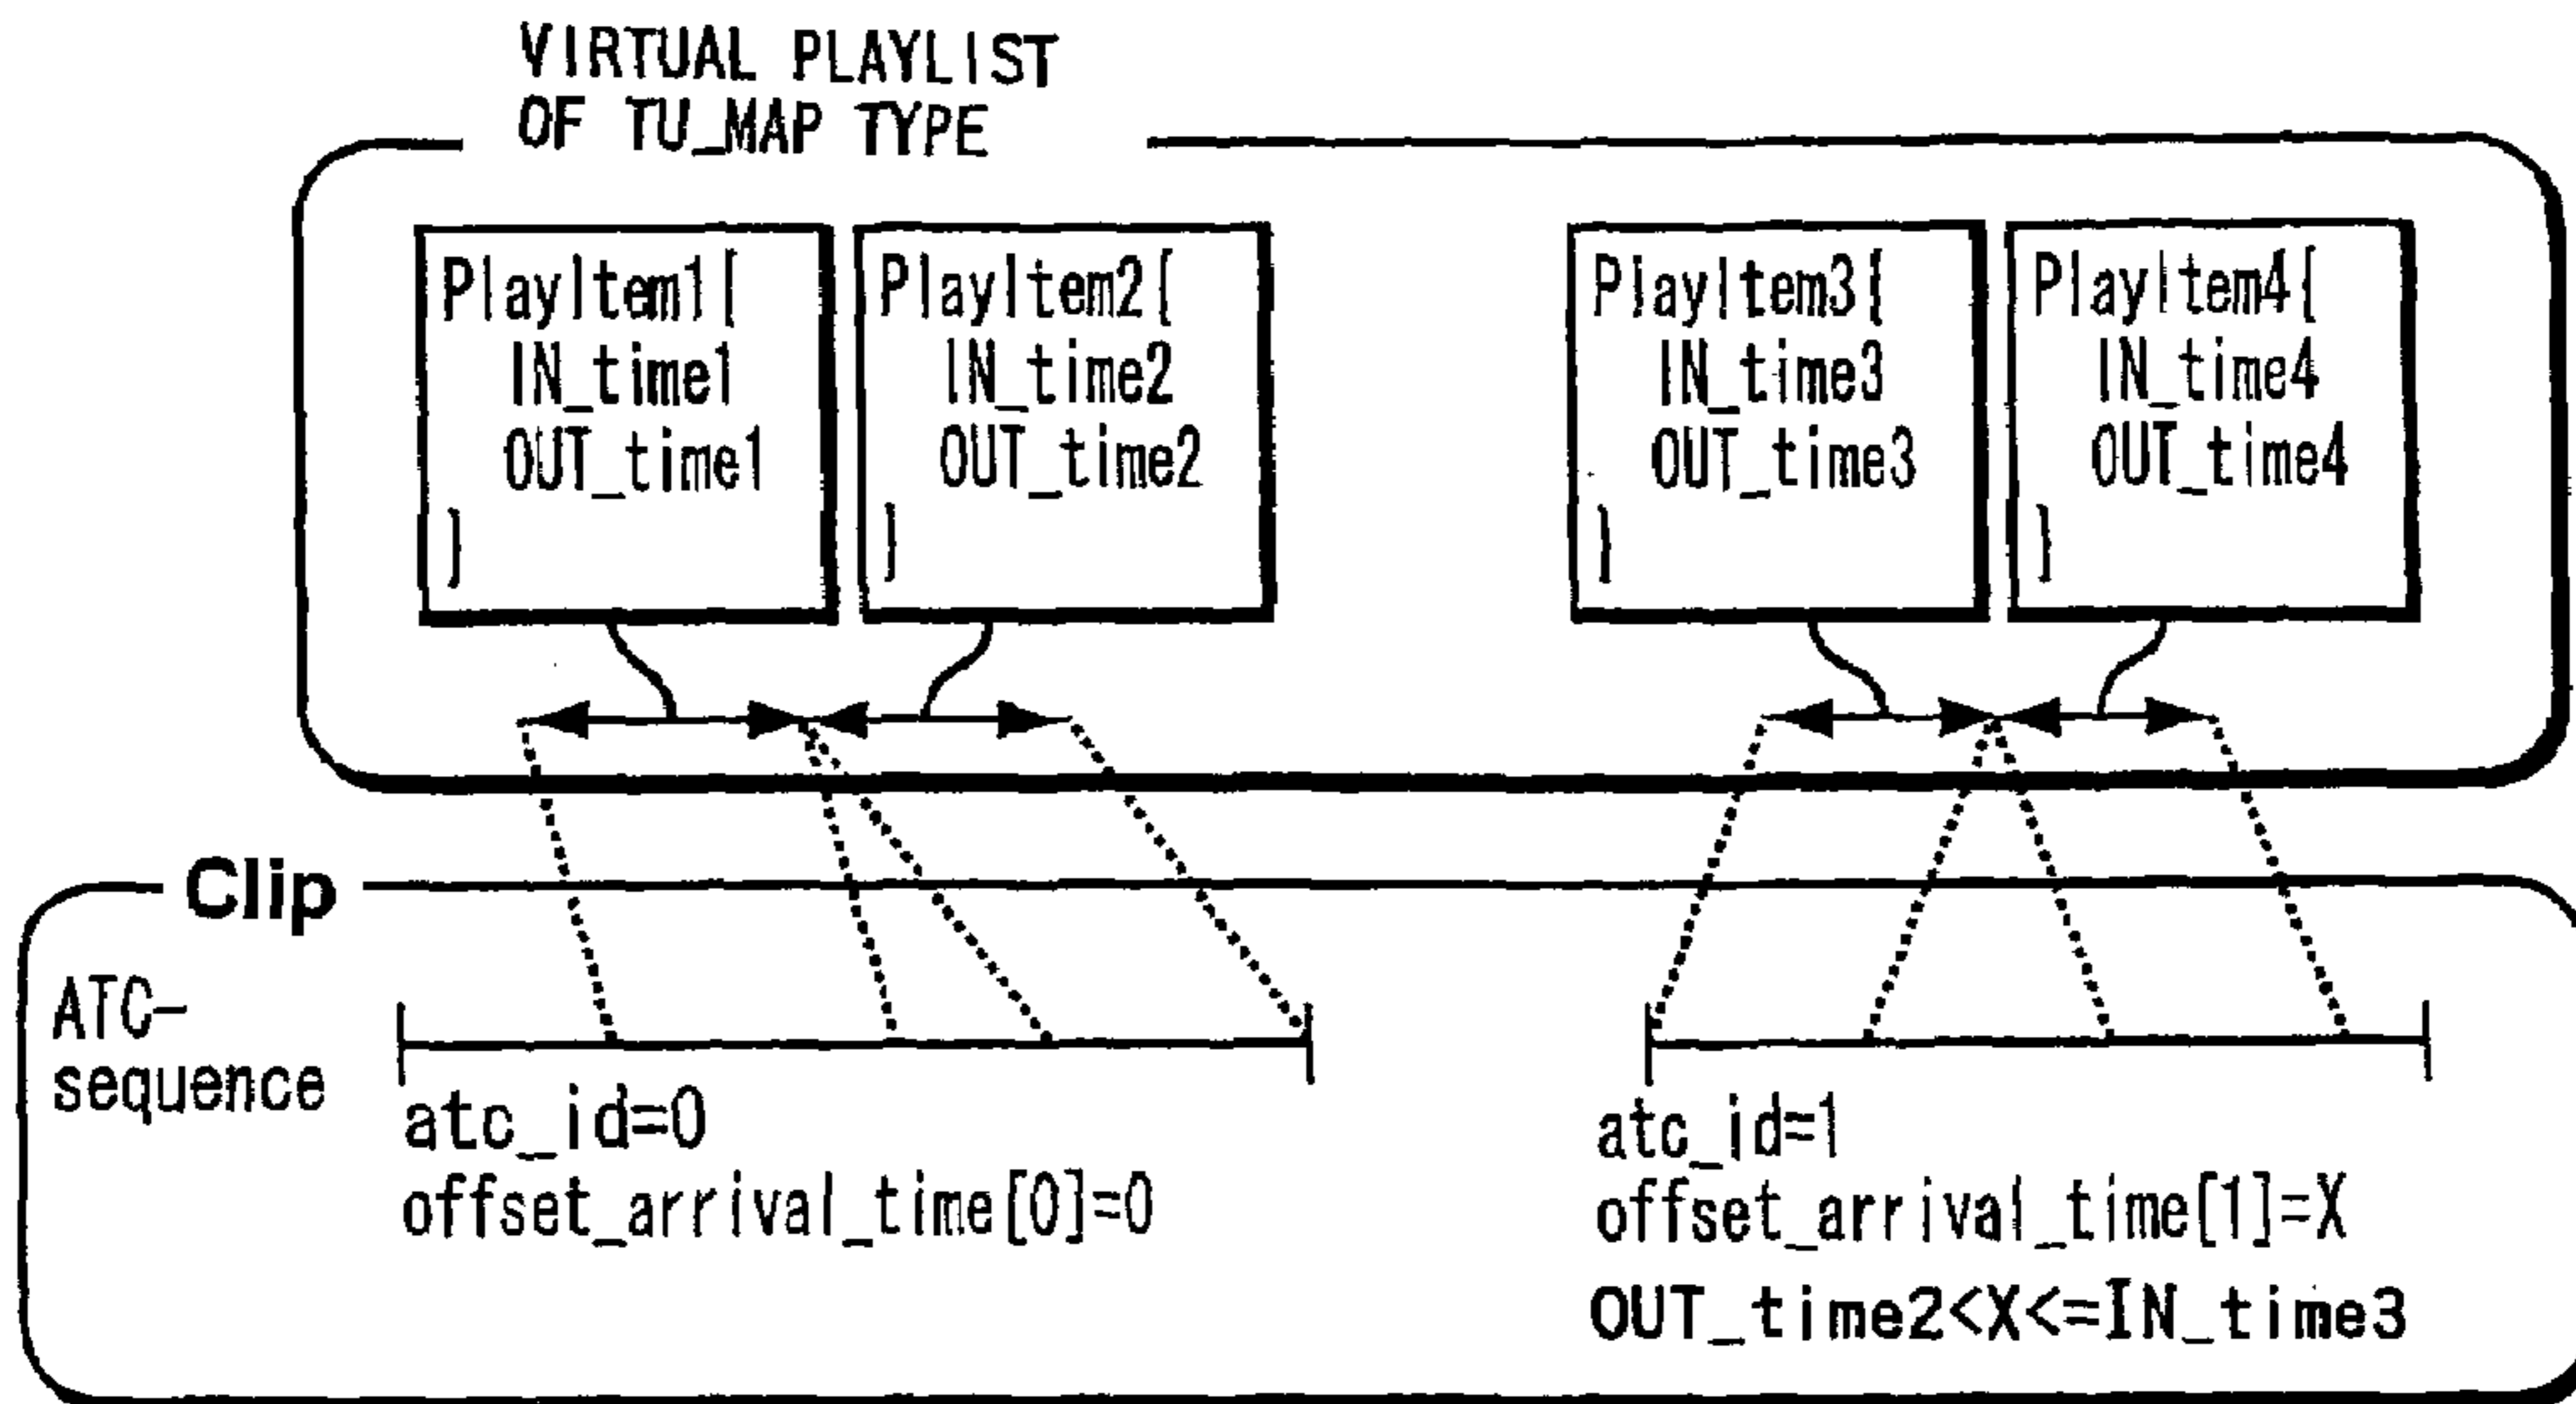 VIRTUAL PLAYLIST
OF TU_MAP TYPE
PlayItem1{
IN_time1
OUT_time1
}
PlayItem2{
IN_time2
OUT_time2
}
PlayItem3{
IN_time3
OUT_time3
}
PlayItem4{
IN_time4
OUT_time4
}
Clip
ATC-
sequence
atc_id=0
offset_arrival_time[0]=0
atc_id=1
offset_arrival_time[1]=X
OUT_time2<X<=IN_time3